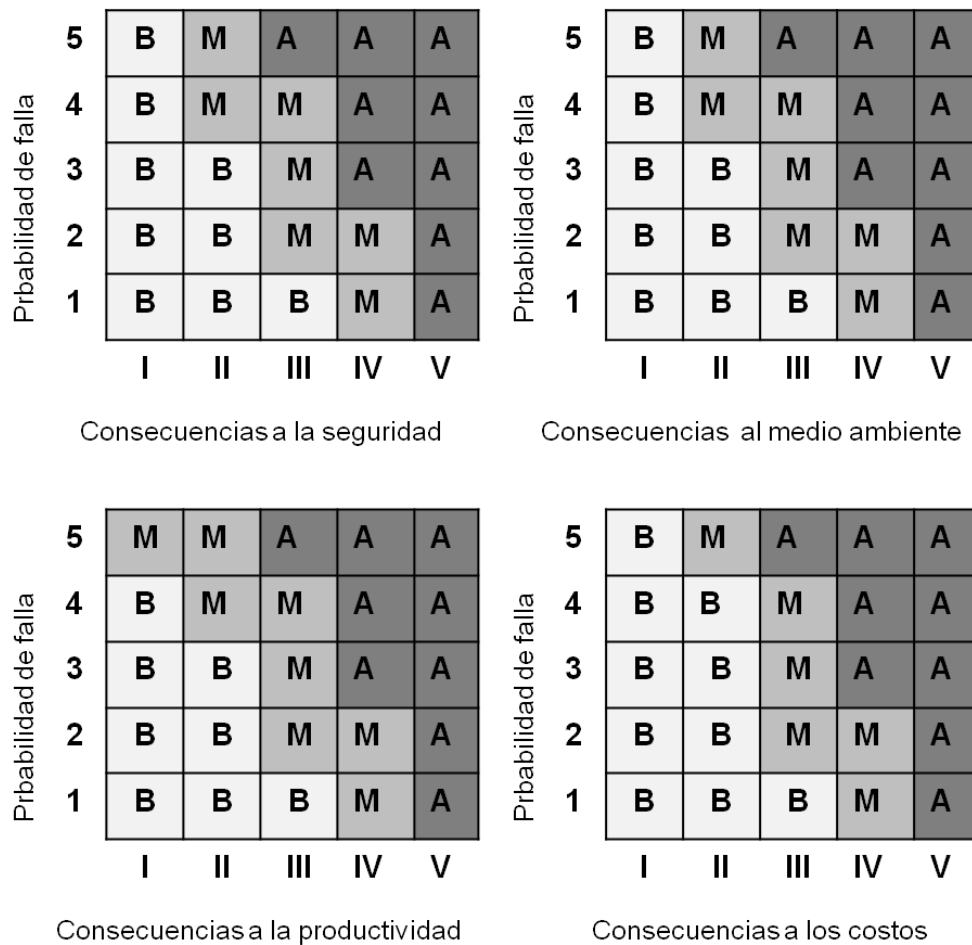 Prbabilidad de falla
5 B M A A A
4 B M M A A
3 B B M A A
2 B B M M A
1 B B B M A
I II III IV V
Consecuencias a la seguridad
Prbabilidad de falla
5 B M A A A
4 B M M A A
3 B B M A A
2 B B M M A
1 B B B M A
I II III IV V
Consecuencias al medio ambiente
Prbabilidad de falla
5 M M A A A
4 B M M A A
3 B B M A A
2 B B M M A
1 B B B M A
I II III IV V
Consecuencias a la productividad
Prbabilidad de falla
5 B M A A A
4 B B M A A
3 B B M A A
2 B B M M A
1 B B B M A
I II III IV V
Consecuencias a los costos